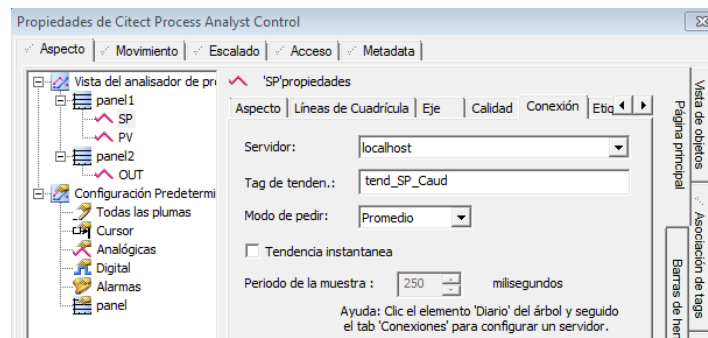 Propiedades de Citect Process Analyst Control
Aspecto Movimiento Escalado Acceso Metadata
Vista del analisador de pr
panel1
SP
PV
panel2
OUT
Configuración Predetermi
Todas las plumas
Cursor
Analógicas
Digital
Alarmas
panel
'SP'propiedades
Aspecto Líneas de Cuadrícula Eje Calidad Conexión Etiq
Servidor: localhost
Tag de tenden.: tend_SP_Caud
Modo de pedir: Promedio
Tendencia instantanea
Periodo de la muestra : 250 milisegundos
Ayuda: Clic el elemento 'Diario' del árbol y seguido
el tab 'Conexiones' para configurar un servidor.
Página principal
Barras de her
Vista de objetos
Asociación de tags